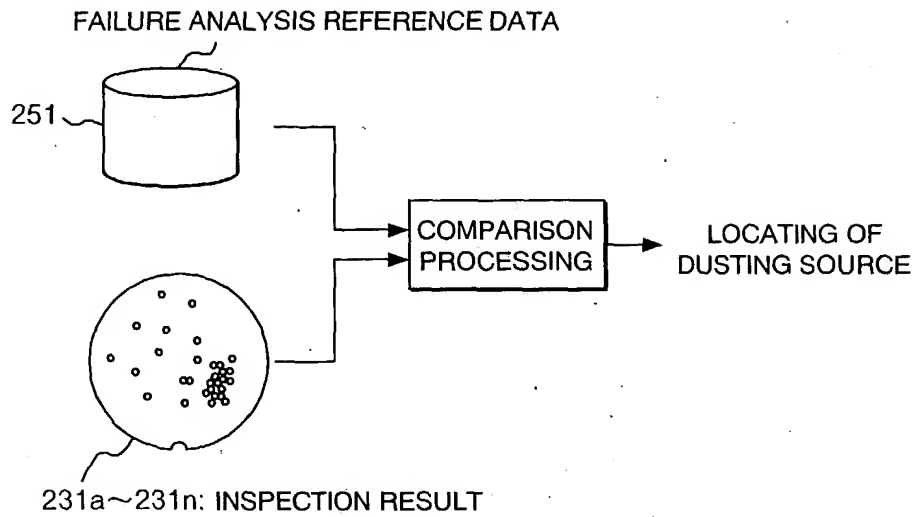 FAILURE ANALYSIS REFERENCE DATA
251
COMPARISON
PROCESSING
LOCATING OF
DUSTING SOURCE
231a~231n: INSPECTION RESULT